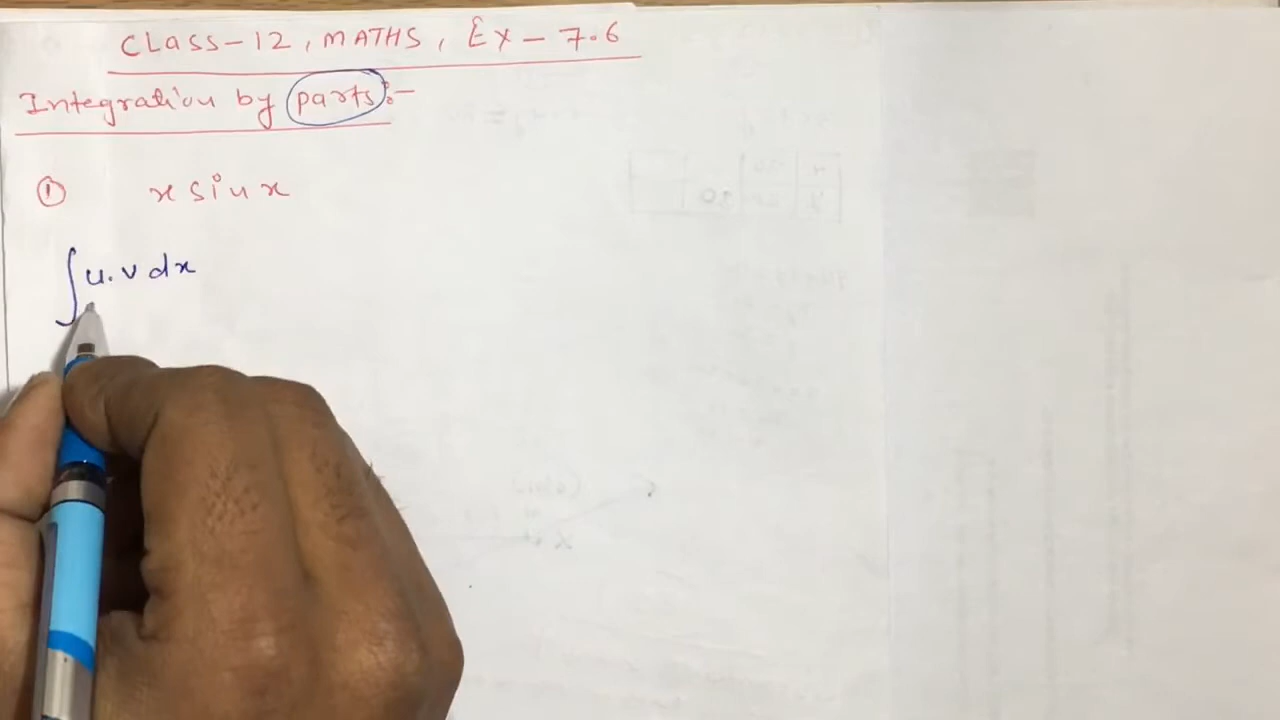 CLASS-12, MATHS, Ex-7.6
Integration by parts:-
① x sin x
∫u.v dx